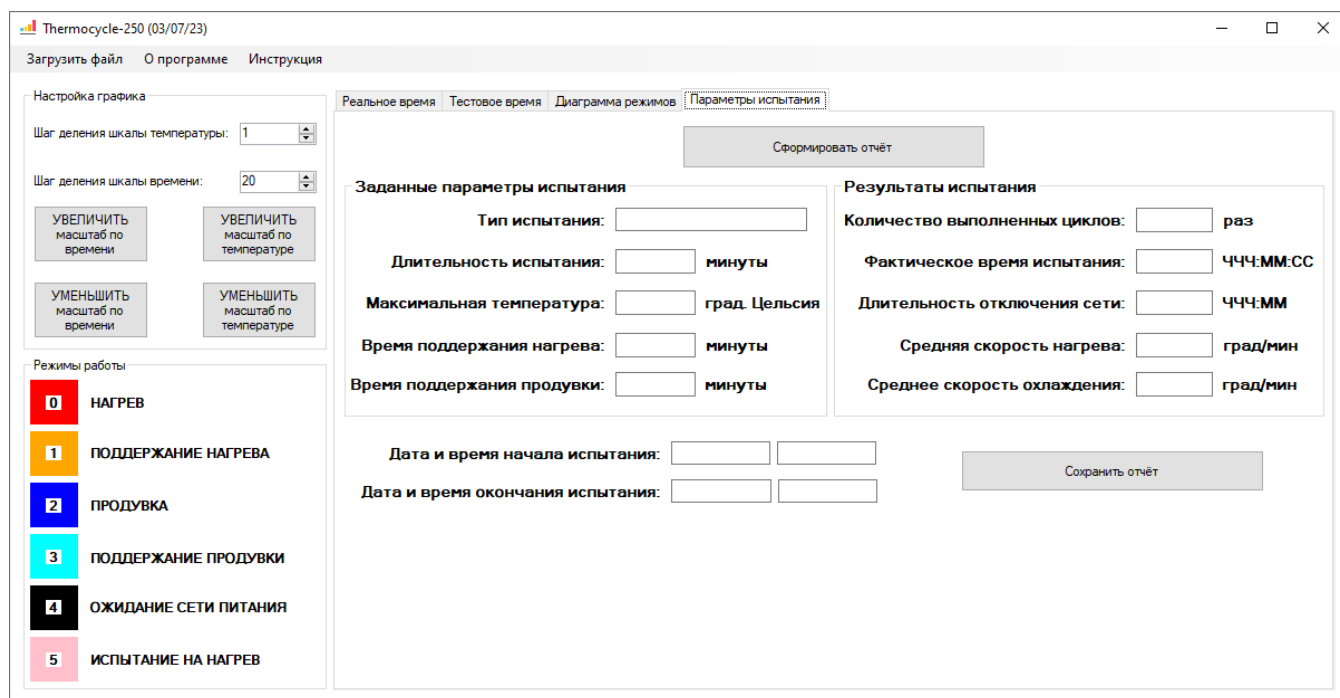 Thermocycle-250 (03/07/23)
Загрузить файл О программе Инструкция
Настройка графика
Шаг деления шкалы температуры: 1
Шаг деления шкалы времени: 20
УВЕЛИЧИТЬ
масштаб по
времени
УВЕЛИЧИТЬ
масштаб по
температуре
УМЕНЬШИТЬ
масштаб по
времени
УМЕНЬШИТЬ
масштаб по
температуре
Режимы работы
0 НАГРЕВ
1 ПОДДЕРЖАНИЕ НАГРЕВА
2 ПРОДУВКА
3 ПОДДЕРЖАНИЕ ПРОДУВКИ
4 ОЖИДАНИЕ СЕТИ ПИТАНИЯ
5 ИСПЫТАНИЕ НА НАГРЕВ
Реальное время Тестовое время Диаграмма режимов Параметры испытания
Сформировать отчёт
Заданные параметры испытания
Тип испытания:
Длительность испытания: минуты
Максимальная температура: град. Цельсия
Время поддержания нагрева: минуты
Время поддержания продувки: минуты
Результаты испытания
Количество выполненных циклов: раз
Фактическое время испытания: ЧЧЧ:ММ:СС
Длительность отключения сети: ЧЧЧ:ММ
Средняя скорость нагрева: град/мин
Среднее скорость охлаждения: град/мин
Дата и время начала испытания:
Дата и время окончания испытания:
Сохранить отчёт